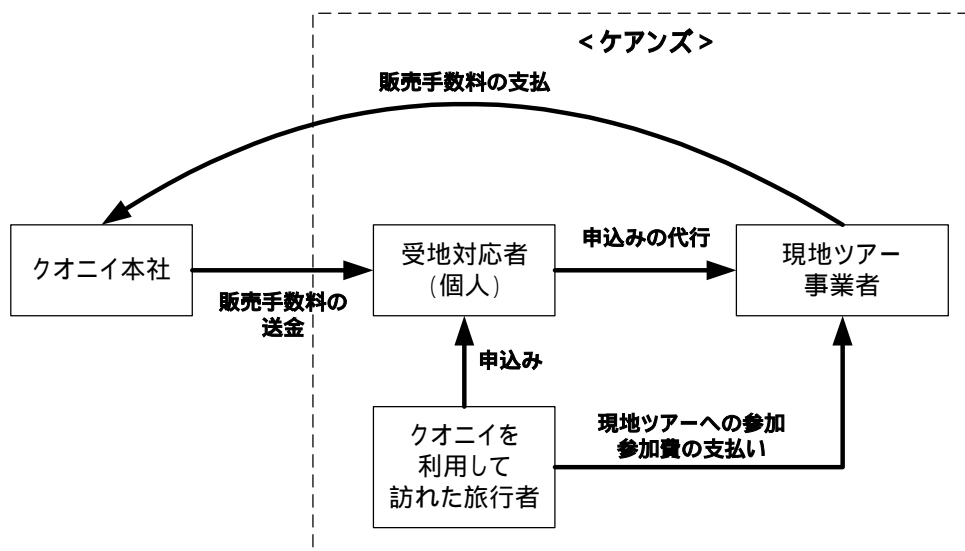 <ケアンズ>
販売手数料の支払
クオニイ本社
販売手数料の
送金
受地対応者
(個人)
申込みの代行
現地ツアー
事業者
申込み
クオニイを
利用して
訪れた旅行者
現地ツアーへの参加
参加費の支払い